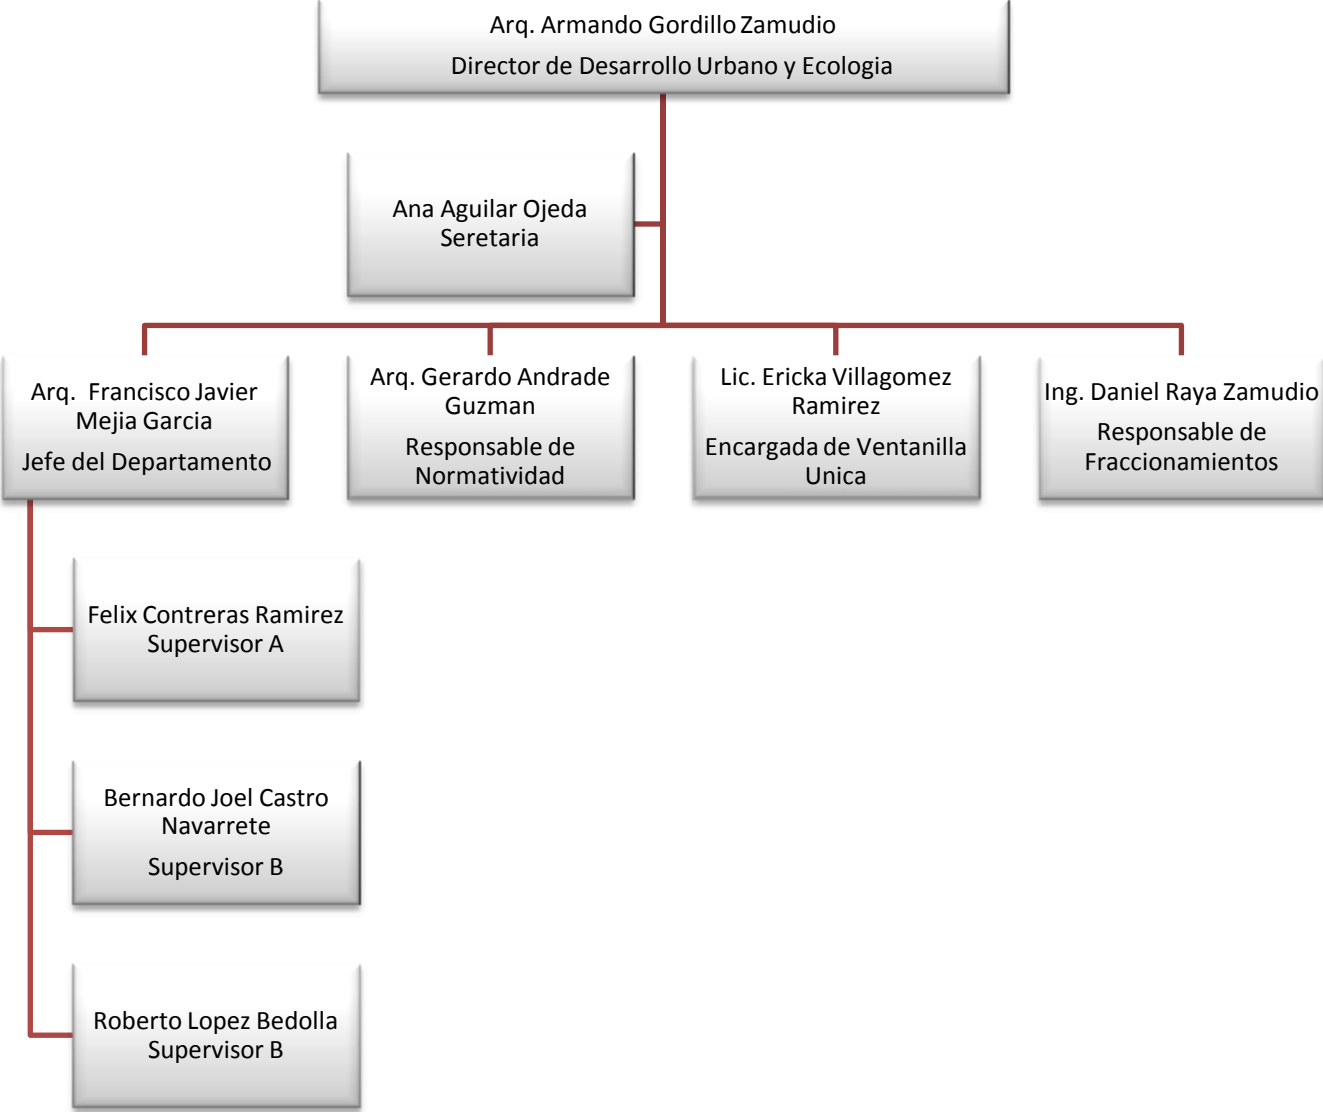 Arq. Armando Gordillo Zamudio
Director de Desarrollo Urbano y Ecologia
Ana Aguilar Ojeda
Seretaria
Arq. Francisco Javier
Mejia Garcia
Jefe del Departamento
Arq. Gerardo Andrade
Guzman
Responsable de
Normatividad
Lic. Ericka Villagomez
Ramirez
Encargada de Ventanilla
Unica
Ing. Daniel Raya Zamudio
Responsable de
Fraccionamientos
Felix Contreras Ramirez
Supervisor A
Bernardo Joel Castro
Navarrete
Supervisor B
Roberto Lopez Bedolla
Supervisor B